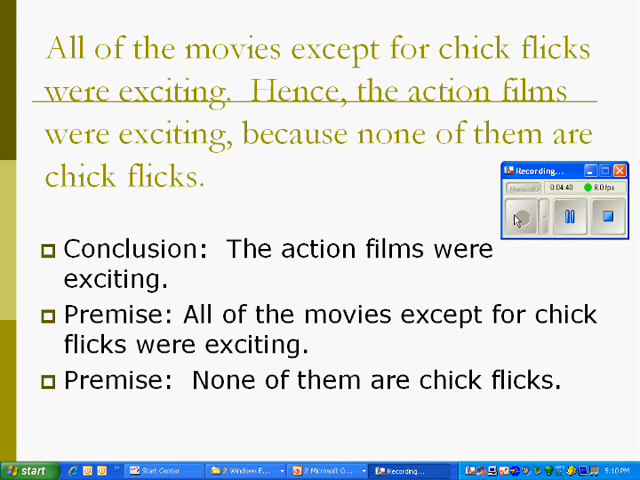 All of the movies except for chick flicks
were exciting. Hence, the action films
were exciting, because none of them are
chick flicks.
Recording...
0:04:40 8.0 fps
Conclusion: The action films were
exciting.
Premise: All of the movies except for chick
flicks were exciting.
Premise: None of them are chick flicks.
start Start Center 2 Windows E... 2 Microsoft O... Recording... 5:10 PM